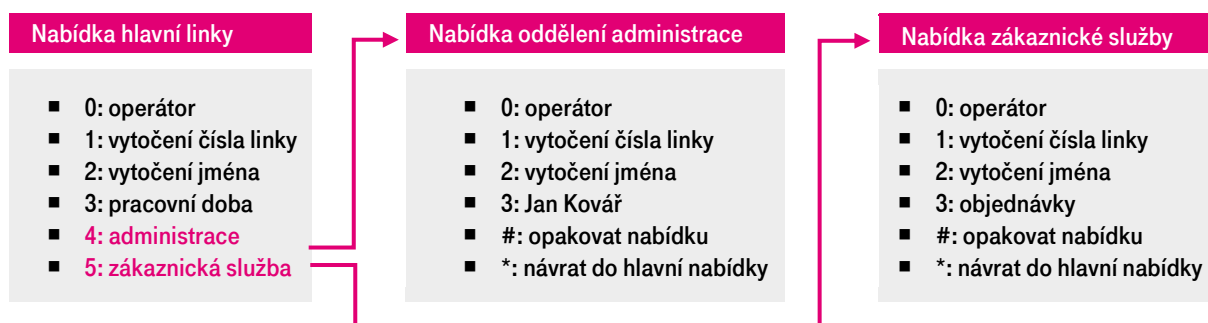 Nabídka hlavní linky
0: operátor
1: vytočení čísla linky
2: vytočení jména
3: pracovní doba
4: administrace
5: zákaznická služba
Nabídka oddělení administrace
0: operátor
1: vytočení čísla linky
2: vytočení jména
3: Jan Kovář
#: opakovat nabídku
*: návrat do hlavní nabídky
Nabídka zákaznické služby
0: operátor
1: vytočení čísla linky
2: vytočení jména
3: objednávky
#: opakovat nabídku
*: návrat do hlavní nabídky